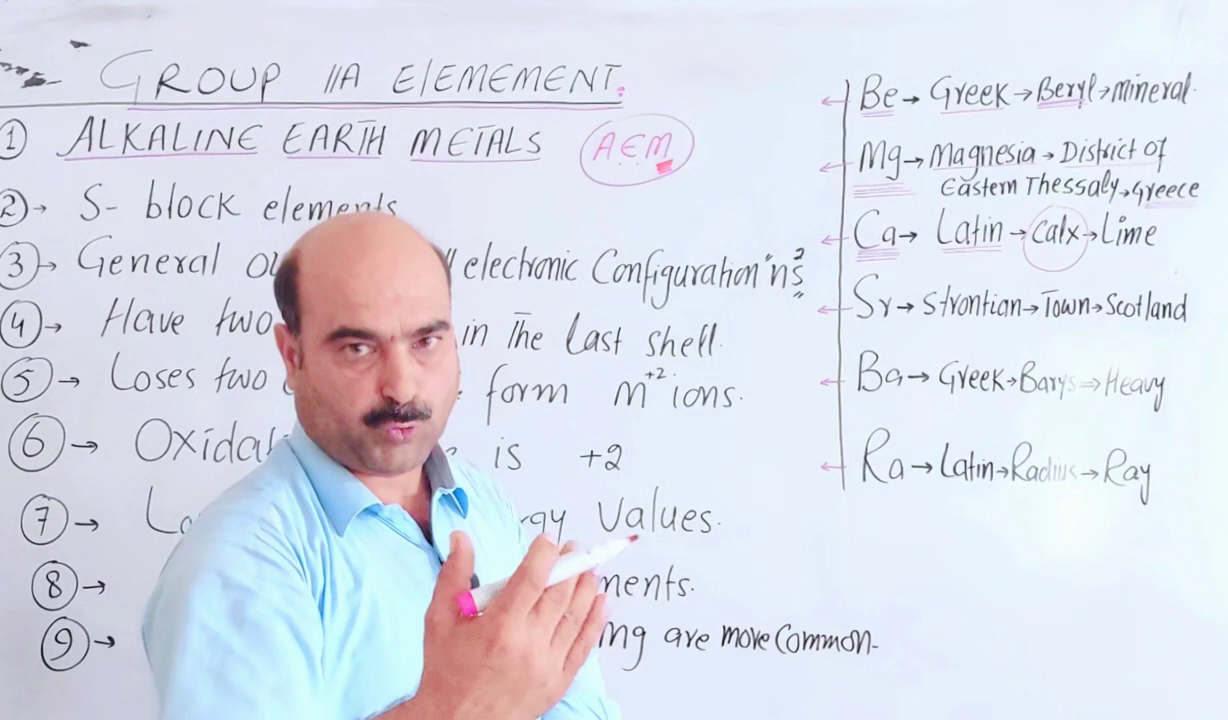 GROUP IIA ElEMEMENT.
① ALKALINE EARTH METALS A.E.M
②→ S- block elements
③→ General electronic Configuration "ns²"
④→ Have two in The last shell.
⑤→ Loses two form M⁺² ions.
⑥→ is +2
⑦→ Values.
⑧→
⑨→ Mg are more Common-
Be→ Greek→Beryl→mineral.
Mg→Magnesia→District of
Eastern Thessaly→Greece
Ca→ Latin→Calx→Lime
Sr→Strontian→Town→Scotland
Ba→Greek→Barys⇒Heavy
Ra→Latin→Radius→Ray